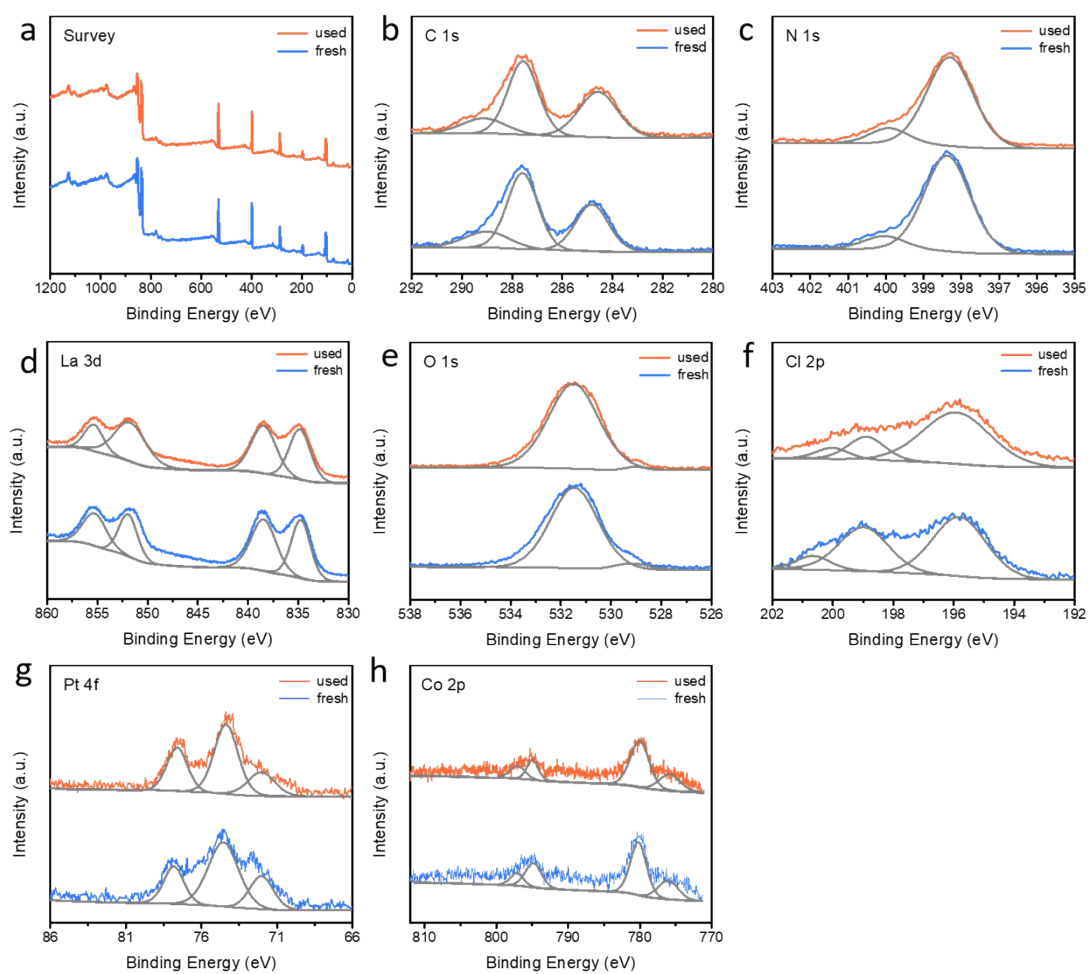 a
Survey
used
fresh
Intensity (a.u.)
1200 1000 800 600 400 200 0
Binding Energy (eV)
b
C 1s
used
fresd
Intensity (a.u.)
292 290 288 286 284 282 280
Binding Energy (eV)
c
N 1s
used
fresh
Intensity (a.u.)
403 402 401 400 399 398 397 396 395
Binding Energy (eV)
d
La 3d
used
fresh
Intensity (a.u.)
860 855 850 845 840 835 830
Binding Energy (eV)
e
O 1s
used
fresh
Intensity (a.u.)
538 536 534 532 530 528 526
Binding Energy (eV)
f
Cl 2p
used
fresh
Intensity (a.u.)
202 200 198 196 194 192
Binding Energy (eV)
g
Pt 4f
used
fresh
Intensity (a.u.)
86 81 76 71 66
Binding Energy (eV)
h
Co 2p
used
fresh
Intensity (a.u.)
810 800 790 780 770
Binding Energy (eV)